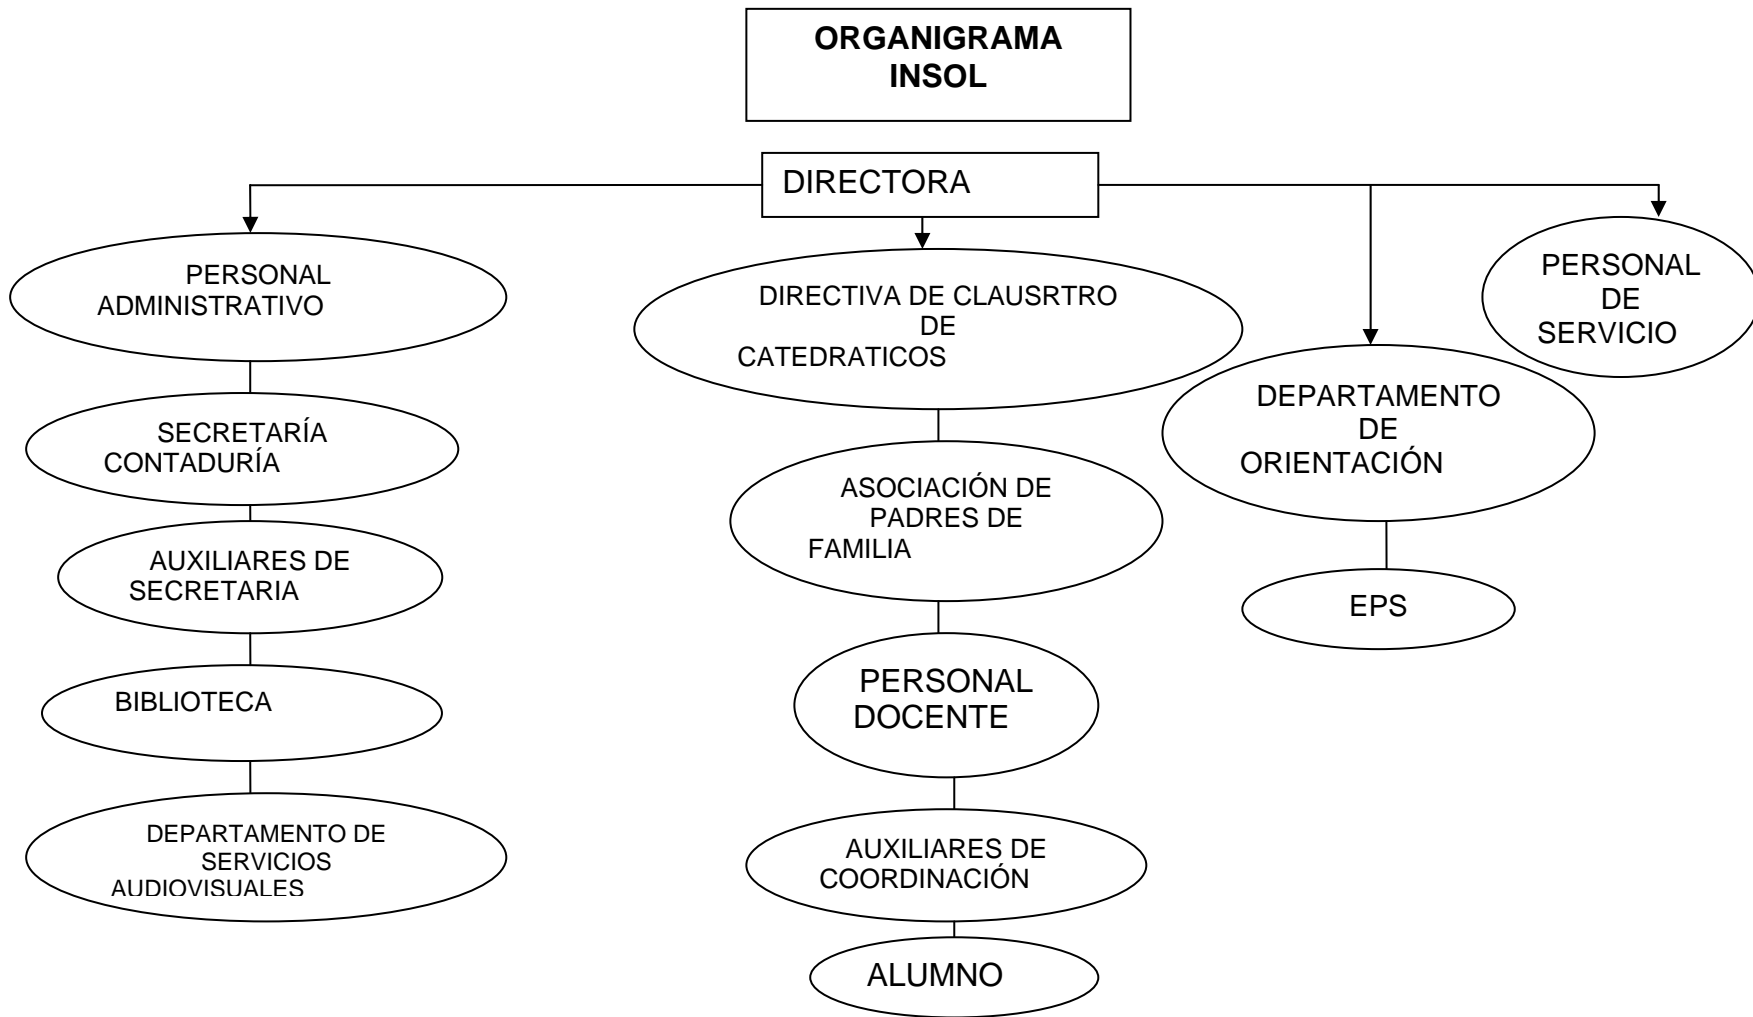 ORGANIGRAMA
INSOL
DIRECTORA
PERSONAL
ADMINISTRATIVO
SECRETARÍA
CONTADURÍA
AUXILIARES DE
SECRETARIA
BIBLIOTECA
DEPARTAMENTO DE
SERVICIOS
AUDIOVISUALES
DIRECTIVA DE CLAUSRTRO
DE
CATEDRATICOS
ASOCIACIÓN DE
PADRES DE
FAMILIA
PERSONAL
DOCENTE
AUXILIARES DE
COORDINACIÓN
ALUMNO
DEPARTAMENTO
DE
ORIENTACIÓN
EPS
PERSONAL
DE
SERVICIO